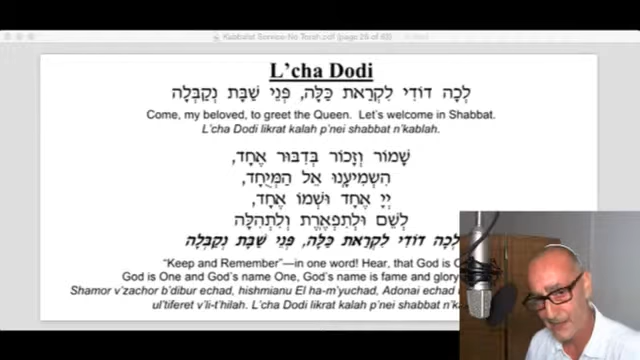 Kabbalat Service-No Torah.pdf (page 26 of 63)
L'cha Dodi
לְכָה דוֹדִי לִקְרַאת כַּלָּה, פְּנֵי שַׁבָּת נְקַבְּלָה
Come, my beloved, to greet the Queen. Let's welcome in Shabbat.
L'cha Dodi likrat kalah p'nei shabbat n'kablah.
שָׁמוֹר וְזָכוֹר בְּדִבּוּר אֶחָד,
הִשְׁמִיעָנוּ אֵל הַמְּיֻחָד,
יְיָ אֶחָד וּשְׁמוֹ אֶחָד,
לְשֵׁם וּלְתִפְאֶרֶת וְלִתְהִלָּה
לְכָה דוֹדִי לִקְרַאת כַּלָּה, פְּנֵי שַׁבָּת נְקַבְּלָה
"Keep and Remember"—in one word! Hear, that God is
God is One and God's name One, God's name is fame and glory
Shamor v'zachor b'dibur echad, hishmianu El ha-m'yuchad, Adonai echad
ul'tiferet v'li-t'hilah. L'cha Dodi likrat kalah p'nei shabbat